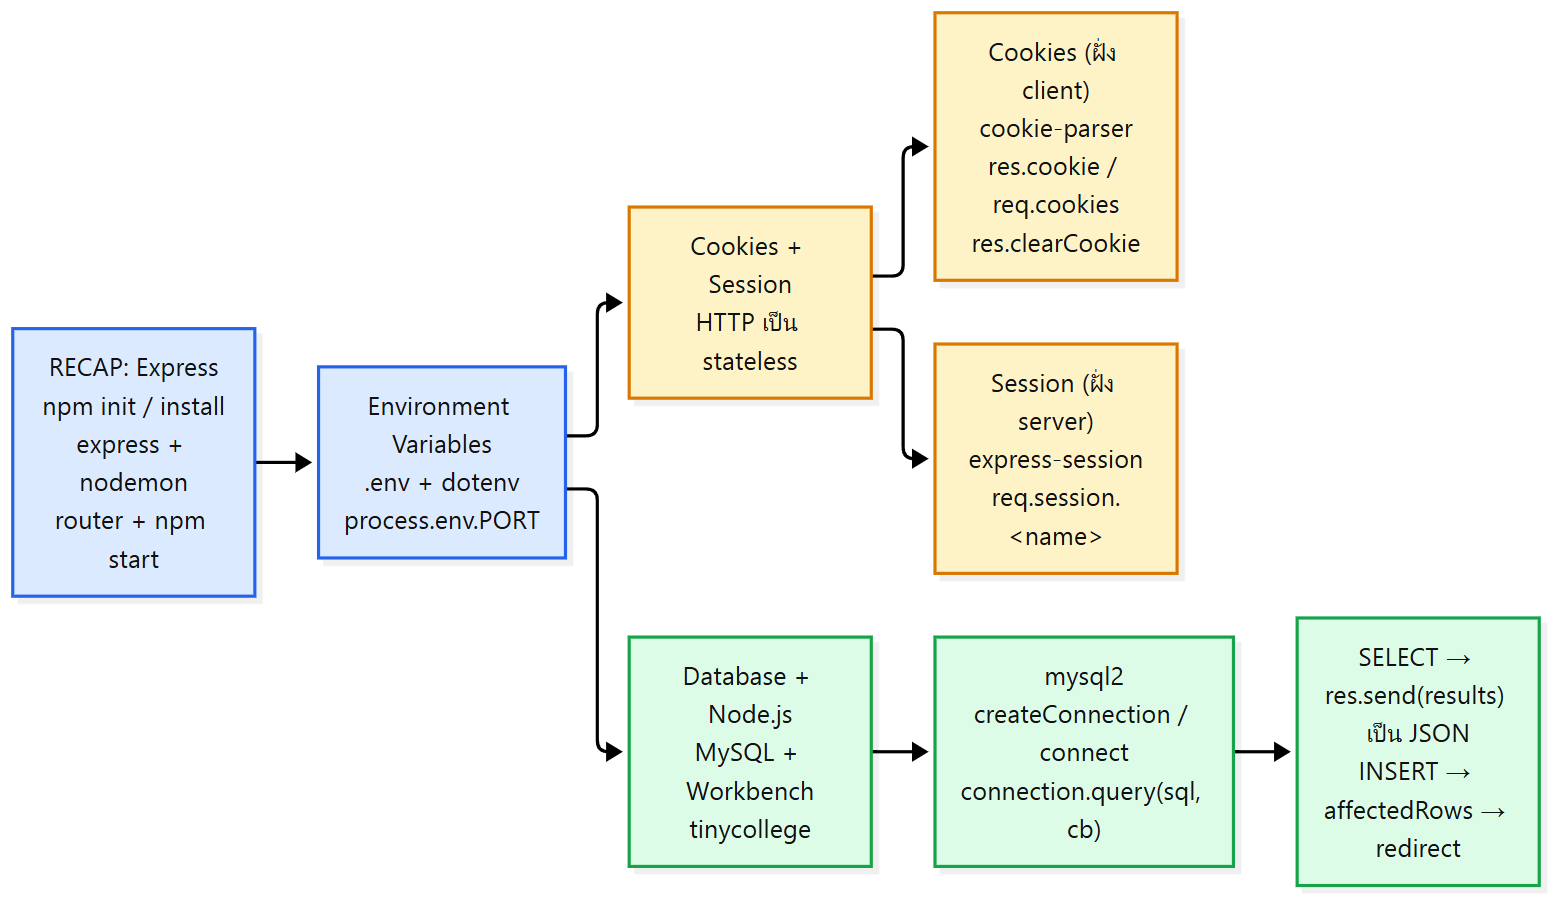 RECAP: Express
npm init / install
express +
nodemon
router + npm
start
Environment
Variables
.env + dotenv
process.env.PORT
Cookies +
Session
HTTP เป็น
stateless
Cookies (ฝั่ง
client)
cookie-parser
res.cookie /
req.cookies
res.clearCookie
Session (ฝั่ง
server)
express-session
req.session.
<name>
Database +
Node.js
MySQL +
Workbench
tinycollege
mysql2
createConnection /
connect
connection.query(sql,
cb)
SELECT →
res.send(results)
เป็น JSON
INSERT →
affectedRows →
redirect